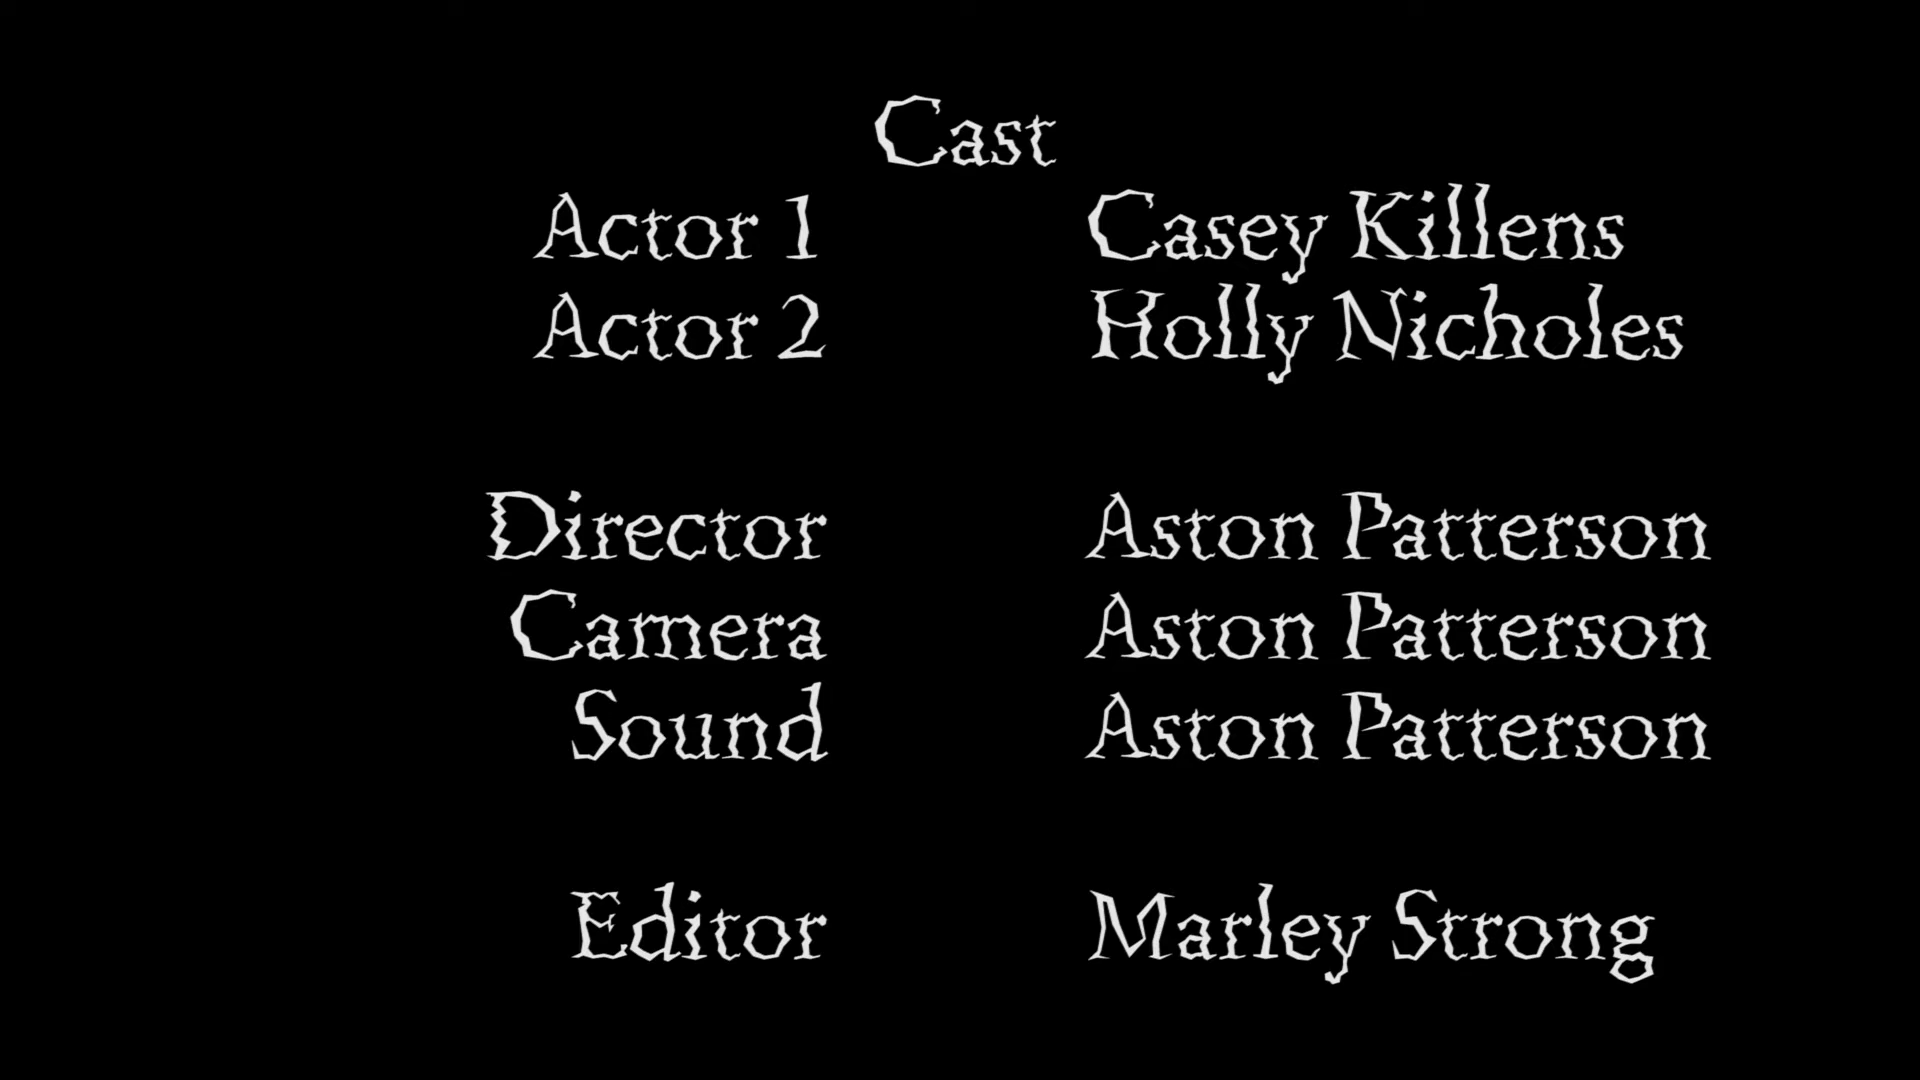 Cast
Actor 1 Casey Killens
Actor 2 Holly Nicholes
Director Aston Patterson
Camera Aston Patterson
Sound Aston Patterson
Editor Marley Strong